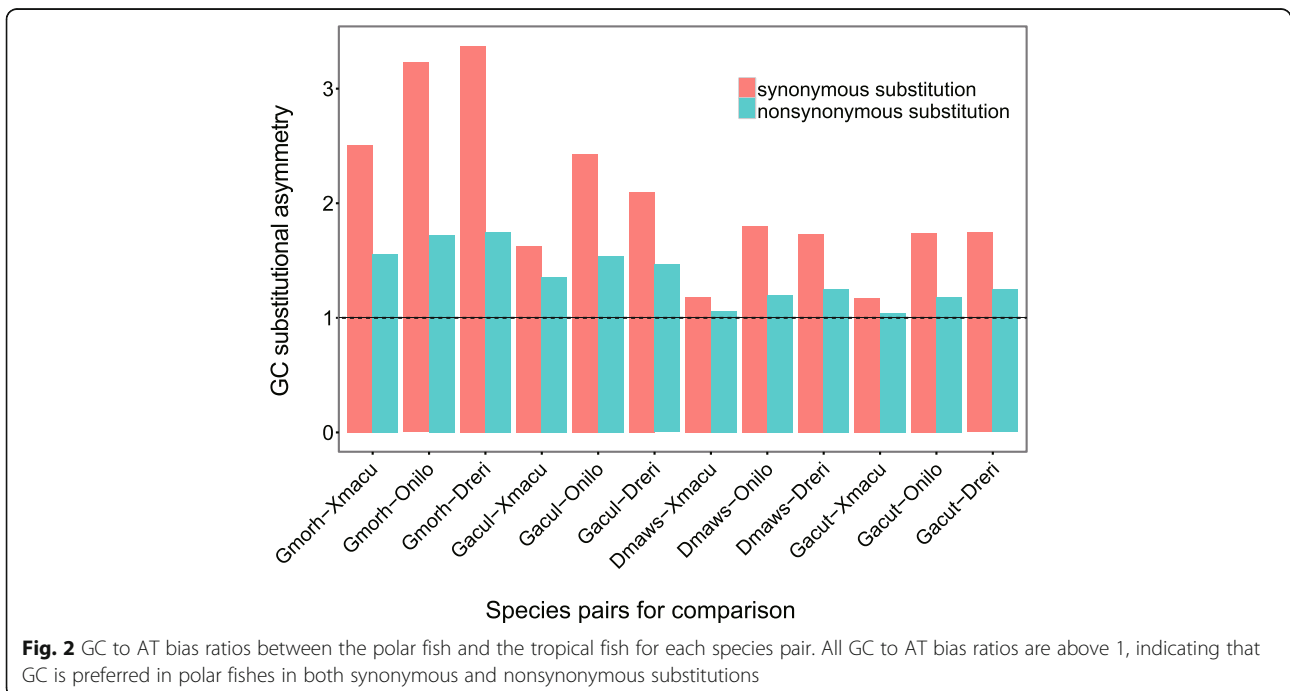 GC substitutional asymmetry
3
2
1
0
synonymous substitution
nonsynonymous substitution
Gmorh-Xmacu
Gmorh-Onilo
Gmorh-Dreri
Gacul-Xmacu
Gacul-Onilo
Gacul-Dreri
Dmaws-Xmacu
Dmaws-Onilo
Dmaws-Dreri
Gacut-Xmacu
Gacut-Onilo
Gacut-Dreri
Species pairs for comparison
Fig. 2 GC to AT bias ratios between the polar fish and the tropical fish for each species pair. All GC to AT bias ratios are above 1, indicating that
GC is preferred in polar fishes in both synonymous and nonsynonymous substitutions